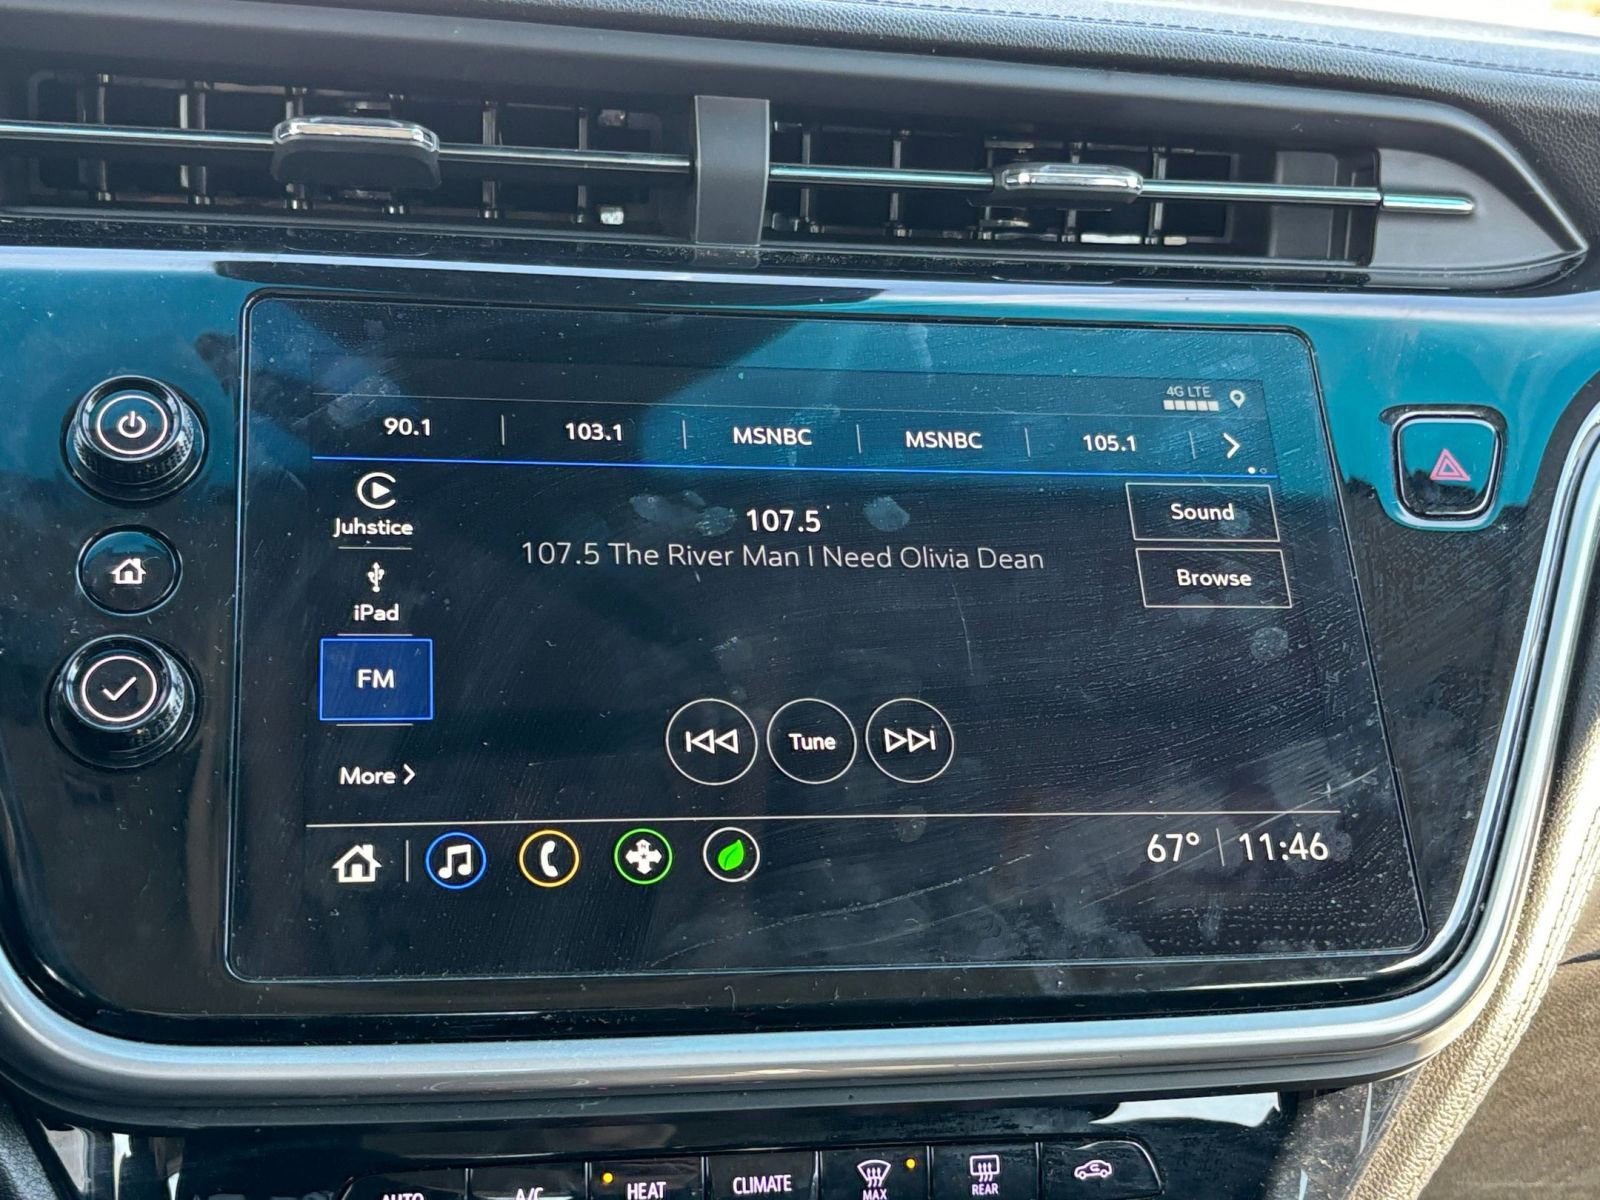 4G LTE
90.1 103.1 MSNBC MSNBC 105.1
Juhstice
107.5
Sound
107.5 The River Man I Need Olivia Dean
Browse
iPad
FM
Tune
More
67° 11:46
AUTO A/C HEAT CLIMATE MAX REAR